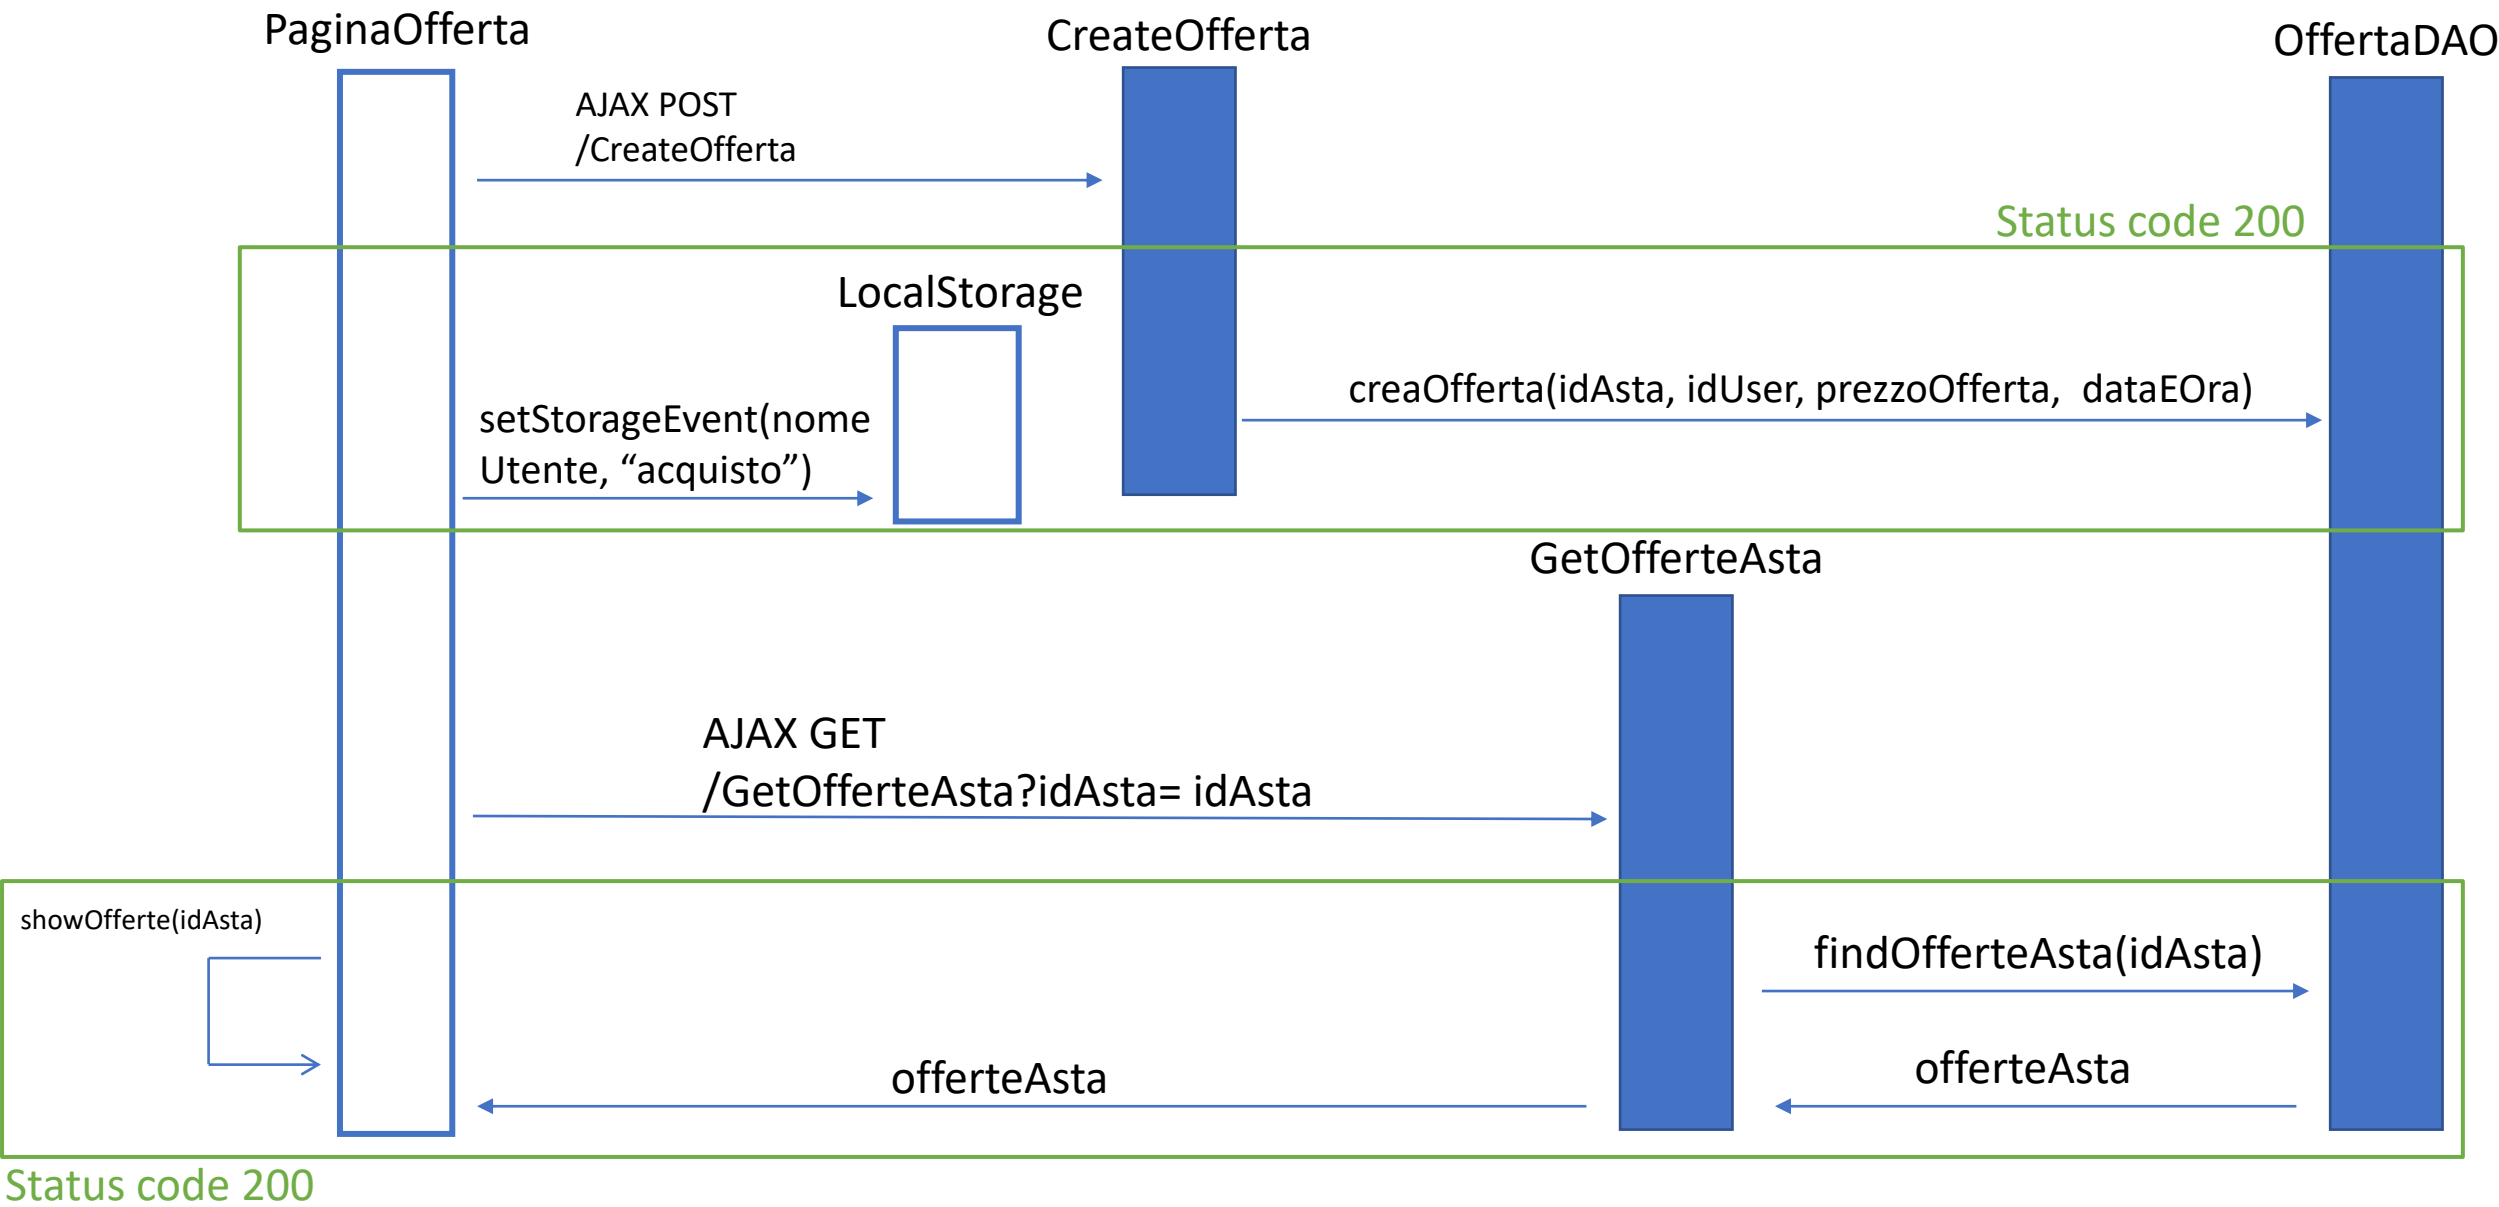 PaginaOfferta
CreateOfferta
OffertaDAO
AJAX POST
/CreateOfferta
Status code 200
LocalStorage
creaOfferta(idAsta, idUser, prezzoOfferta,  dataEOra)
setStorageEvent(nome
Utente, “acquisto”)
GetOfferteAsta
AJAX GET
/GetOfferteAsta?idAsta= idAsta
showOfferte(idAsta)
findOfferteAsta(idAsta)
offerteAsta
offerteAsta
Status code 200